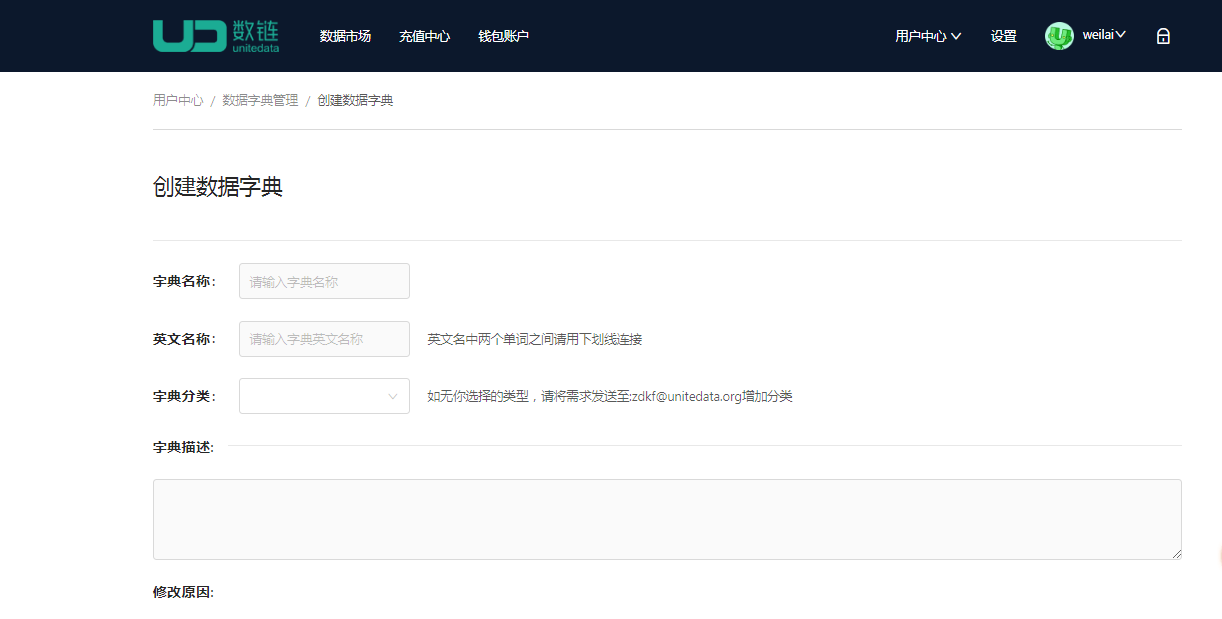 数链
unitedata
数据市场 充值中心 钱包账户 用户中心 设置 weilai
用户中心 / 数据字典管理 / 创建数据字典
创建数据字典
字典名称: 请输入字典名称
英文名称: 请输入字典英文名称 英文名中两个单词之间请用下划线连接
字典分类: 如无你选择的类型，请将需求发送至:zdkf@unitedata.org增加分类
字典描述:
修改原因: